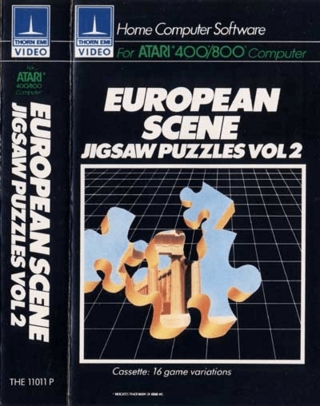 THORN EMI
VIDEO
For
ATARI®
400/800
Computer
EUROPEAN SCENE
JIGSAW PUZZLES VOL 2
THE 11011 P
THORN EMI
VIDEO
Home Computer Software
For ATARI® 400/800™ Computer
EUROPEAN
SCENE
JIGSAW PUZZLES VOL 2
Cassette: 16 game variations